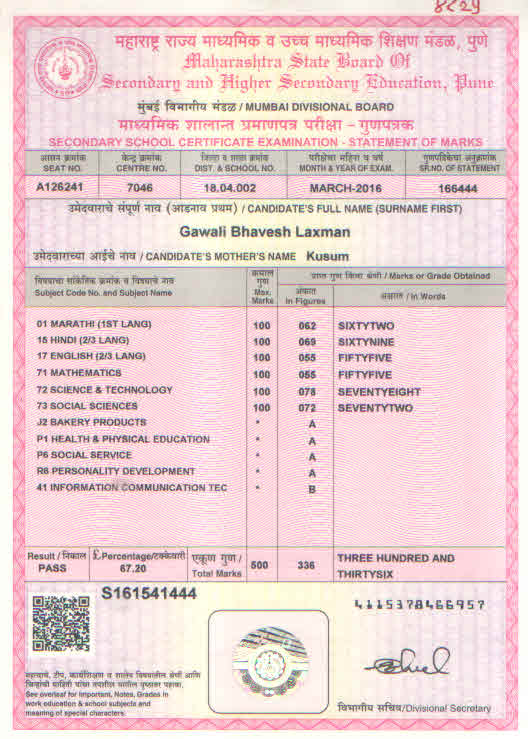 8829
महाराष्ट्र राज्य माध्यमिक व उच्च माध्यमिक शिक्षण मंडळ, पुणे
Maharashtra State Board Of
Secondary and Higher Secondary Education, Pune
मुंबई विभागीय मंडळ / MUMBAI DIVISIONAL BOARD
माध्यमिक शालान्त प्रमाणपत्र परीक्षा - गुणपत्रक
SECONDARY SCHOOL CERTIFICATE EXAMINATION - STATEMENT OF MARKS
आसन क्रमांक केन्द्र क्रमांक जिल्हा व शाळा क्रमांक परीक्षेचा महिना व वर्ष गुणपत्रिकेचा अनुक्रमांक
SEAT NO. CENTRE NO. DIST. & SCHOOL NO. MONTH & YEAR OF EXAM. SR.NO. OF STATEMENT
A126241 7046 18.04.002 MARCH-2016 166444
उमेदवाराचे संपूर्ण नाव (आडनाव प्रथम) / CANDIDATE'S FULL NAME (SURNAME FIRST)
Gawali Bhavesh Laxman
उमेदवाराच्या आईचे नाव / CANDIDATE'S MOTHER'S NAME Kusum
विषयाचा सांकेतिक क्रमांक व विषयाचे नाव कमाल गुण प्राप्त गुण किंवा श्रेणी / Marks or Grade Obtained
Subject Code No. and Subject Name Max. Marks अंकात In Figures अक्षरात / In Words
01 MARATHI (1ST LANG) 100 062 SIXTYTWO
15 HINDI (2/3 LANG) 100 069 SIXTYNINE
17 ENGLISH (2/3 LANG) 100 055 FIFTYFIVE
71 MATHEMATICS 100 055 FIFTYFIVE
72 SCIENCE & TECHNOLOGY 100 078 SEVENTYEIGHT
73 SOCIAL SCIENCES 100 072 SEVENTYTWO
J2 BAKERY PRODUCTS * A
P1 HEALTH & PHYSICAL EDUCATION * A
P6 SOCIAL SERVICE * A
R6 PERSONALITY DEVELOPMENT * A
41 INFORMATION COMMUNICATION TEC * B
Result / निकाल £ Percentage/टक्केवारी एकूण गुण / 500 336 THREE HUNDRED AND
PASS 67.20 Total Marks THIRTYSIX
S161541444
4115378466957
महत्वाचे, टीप, कार्यशिक्षण व शालेय विषयातील श्रेणी आणि
चिन्हांची माहिती यांचा तपशील मागील पृष्ठावर पहावा.
See overleaf for Important, Notes, Grades in
work education & school subjects and
meaning of special characters.
विभागीय सचिव/Divisional Secretary